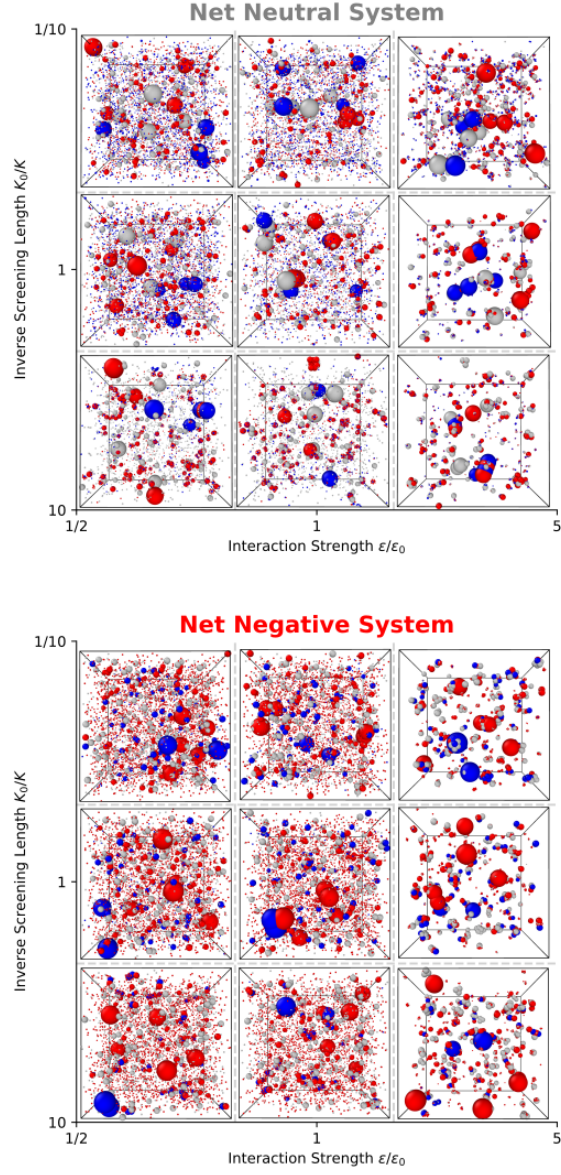 Net Neutral System
1/10
Inverse Screening Length K₀/K
1
10
1/2
1
5
Interaction Strength ε/ε₀
Net Negative System
1/10
Inverse Screening Length K₀/K
1
10
1/2
1
5
Interaction Strength ε/ε₀